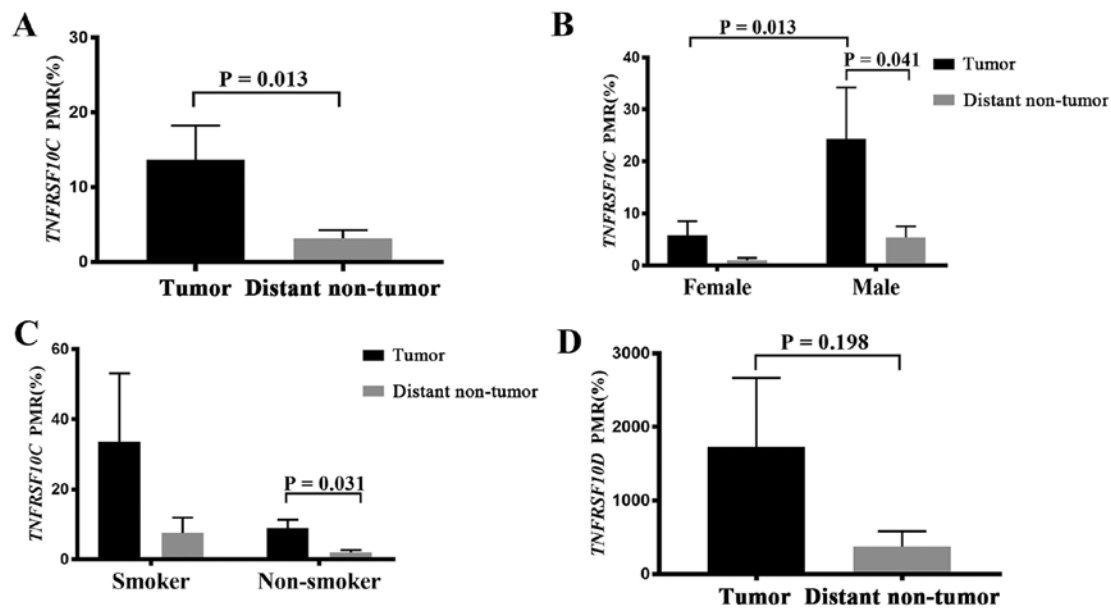 A
TNFRSF10C PMR(%)
30
20
10
0
P = 0.013
Tumor Distant non-tumor
B
TNFRSF10C PMR(%)
40
30
20
10
0
P = 0.013
P = 0.041
Tumor
Distant non-tumor
Female Male
C
TNFRSF10C PMR(%)
60
40
20
0
Tumor
Distant non-tumor
P = 0.031
Smoker Non-smoker
D
TNFRSF10D PMR(%)
3000
2000
1000
0
P = 0.198
Tumor Distant non-tumor